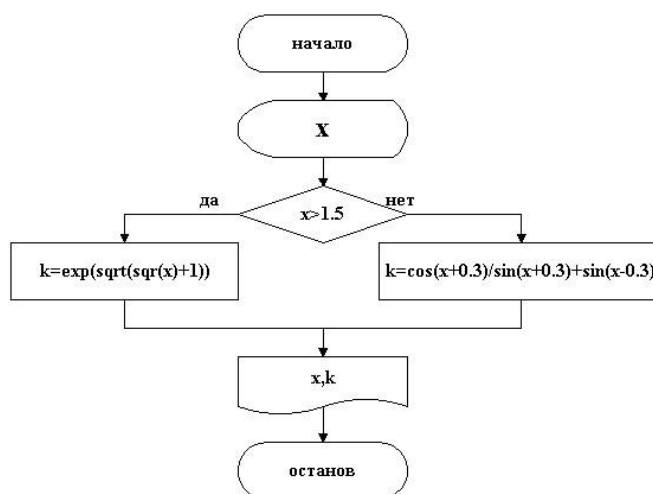 начало
X
x>1.5
да
нет
k=exp(sqrt(sqr(x)+1))
k=cos(x+0.3)/sin(x+0.3)+sin(x-0.3)
x,k
останов